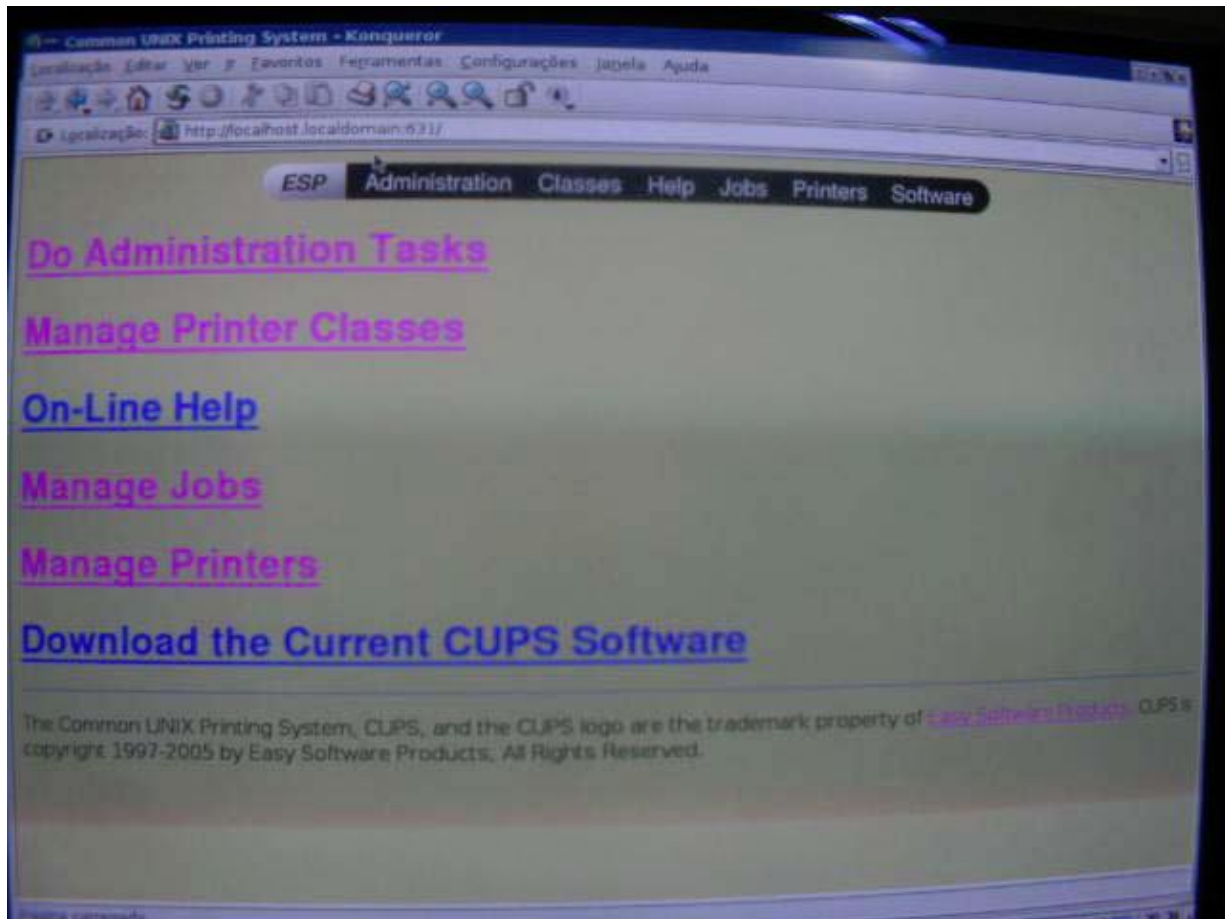 Common UNIX Printing System - Konqueror
Localização Editar Ver Ir Favoritos Ferramentas Configurações Janela Ajuda
Localização: http://localhost.localdomain:631/
ESP Administration Classes Help Jobs Printers Software
Do Administration Tasks
Manage Printer Classes
On-Line Help
Manage Jobs
Manage Printers
Download the Current CUPS Software
The Common UNIX Printing System, CUPS, and the CUPS logo are the trademark property of Easy Software Products. CUPS is
copyright 1997-2005 by Easy Software Products, All Rights Reserved.